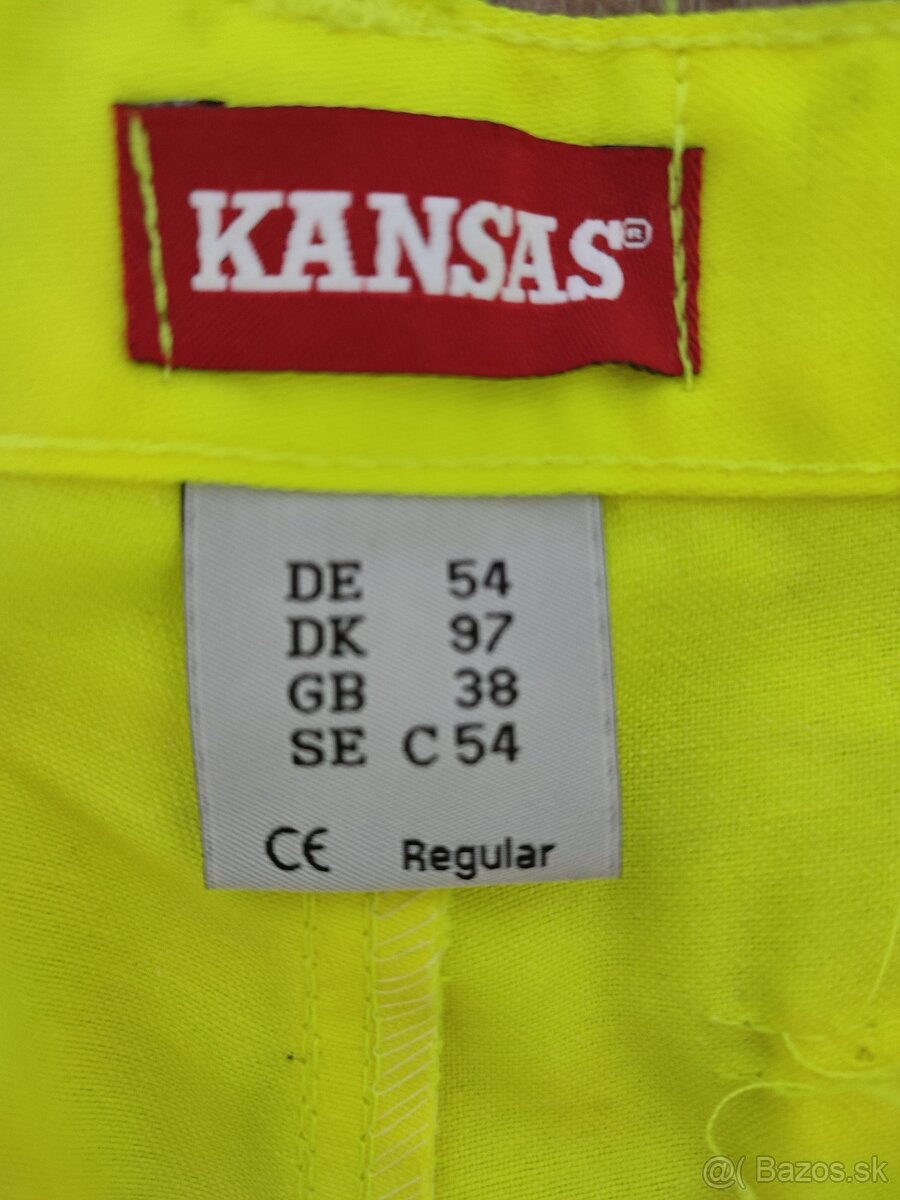 KANSAS®
DE 54
DK 97
GB 38
SE C 54
CE Regular
@( Bazos.sk